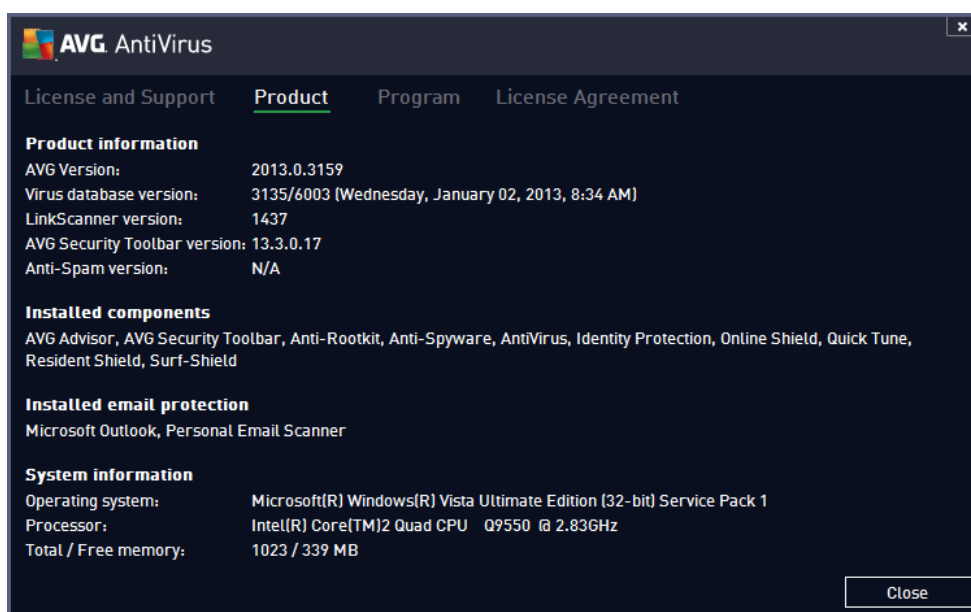 AVG. AntiVirus
x
License and Support Product Program License Agreement
Product information
AVG Version: 2013.0.3159
Virus database version: 3135/6003 (Wednesday, January 02, 2013, 8:34 AM)
LinkScanner version: 1437
AVG Security Toolbar version: 13.3.0.17
Anti-Spam version: N/A
Installed components
AVG Advisor, AVG Security Toolbar, Anti-Rootkit, Anti-Spyware, AntiVirus, Identity Protection, Online Shield, Quick Tune,
Resident Shield, Surf-Shield
Installed email protection
Microsoft Outlook, Personal Email Scanner
System information
Operating system: Microsoft(R) Windows(R) Vista Ultimate Edition (32-bit) Service Pack 1
Processor: Intel(R) Core(TM)2 Quad CPU Q9550 @ 2.83GHz
Total / Free memory: 1023 / 339 MB
Close